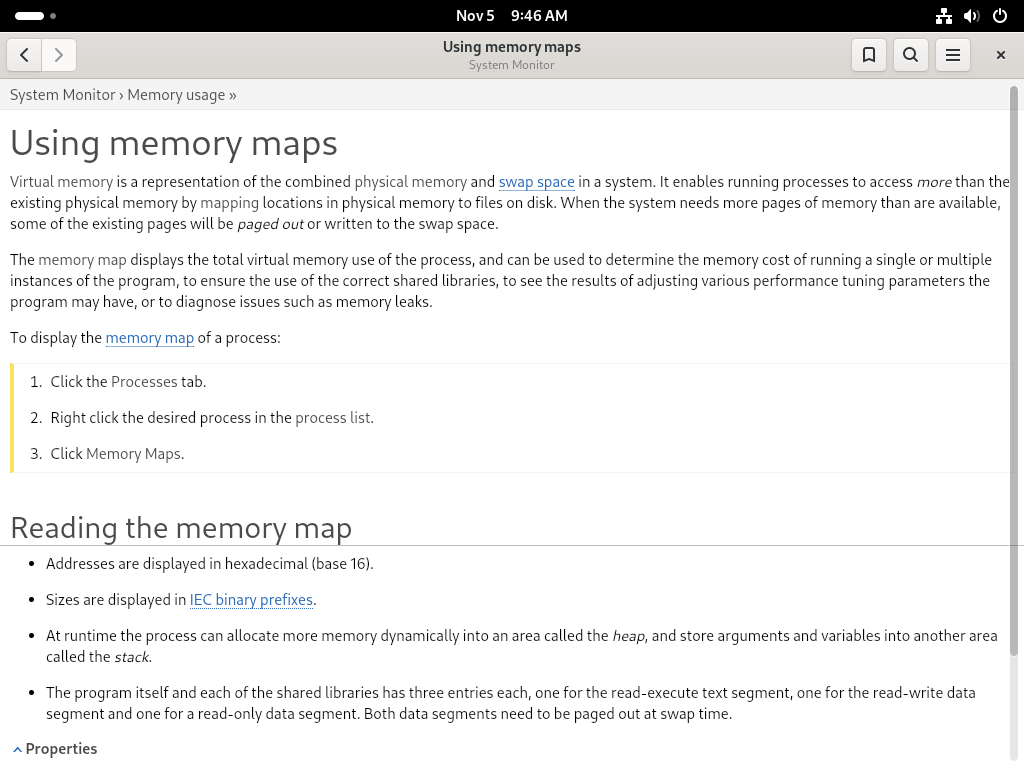 Nov 5 9:46 AM
Using memory maps
System Monitor
System Monitor › Memory usage »
Using memory maps
Virtual memory is a representation of the combined physical memory and swap space in a system. It enables running processes to access more than the
existing physical memory by mapping locations in physical memory to files on disk. When the system needs more pages of memory than are available,
some of the existing pages will be paged out or written to the swap space.
The memory map displays the total virtual memory use of the process, and can be used to determine the memory cost of running a single or multiple
instances of the program, to ensure the use of the correct shared libraries, to see the results of adjusting various performance tuning parameters the
program may have, or to diagnose issues such as memory leaks.
To display the memory map of a process:
1. Click the Processes tab.
2. Right click the desired process in the process list.
3. Click Memory Maps.
Reading the memory map
• Addresses are displayed in hexadecimal (base 16).
• Sizes are displayed in IEC binary prefixes.
• At runtime the process can allocate more memory dynamically into an area called the heap, and store arguments and variables into another area
called the stack.
• The program itself and each of the shared libraries has three entries each, one for the read-execute text segment, one for the read-write data
segment and one for a read-only data segment. Both data segments need to be paged out at swap time.
Properties